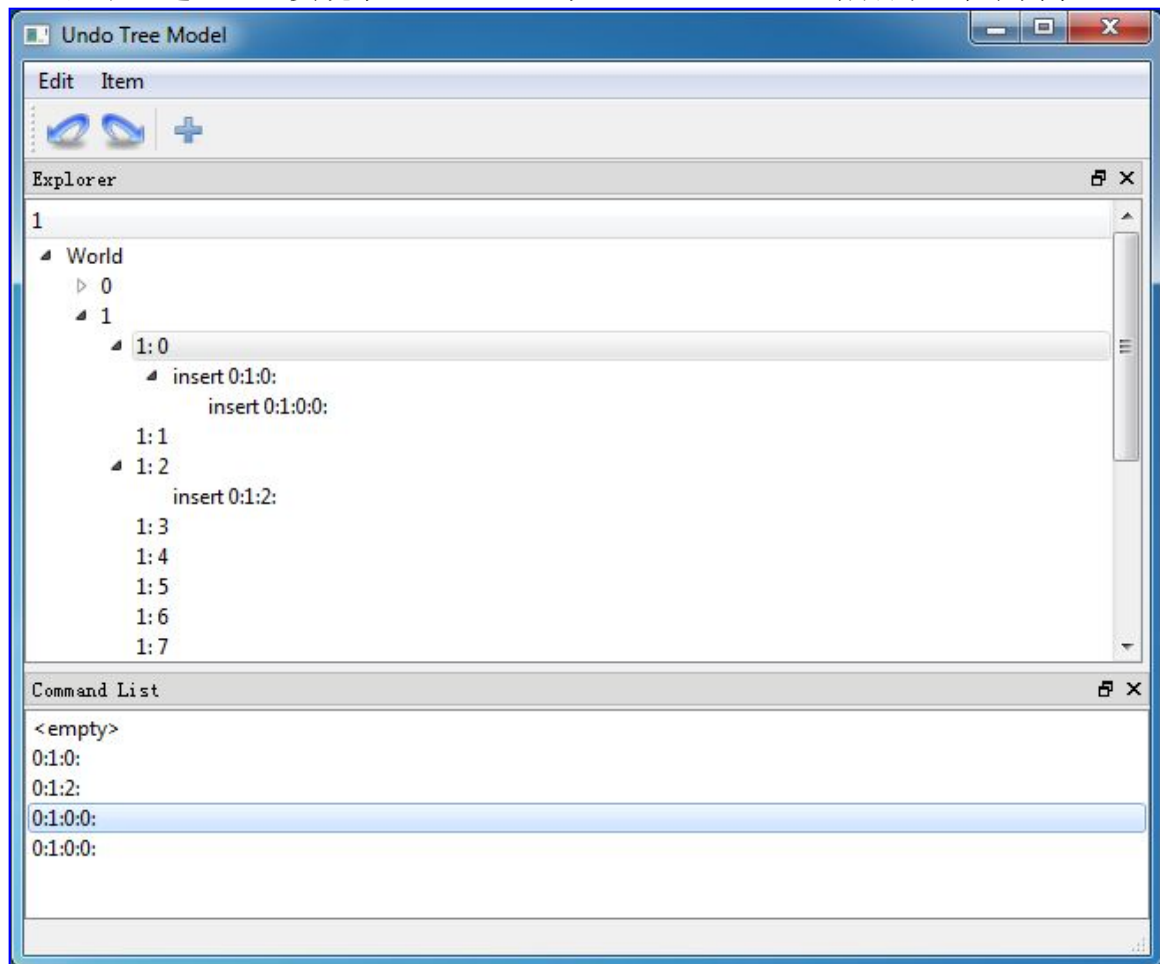 Undo Tree Model
Edit Item
Explorer
1
World
0
1
1: 0
insert 0:1:0:
insert 0:1:0:0:
1: 1
1: 2
insert 0:1:2:
1: 3
1: 4
1: 5
1: 6
1: 7
Command List
<empty>
0:1:0:
0:1:2:
0:1:0:0:
0:1:0:0: